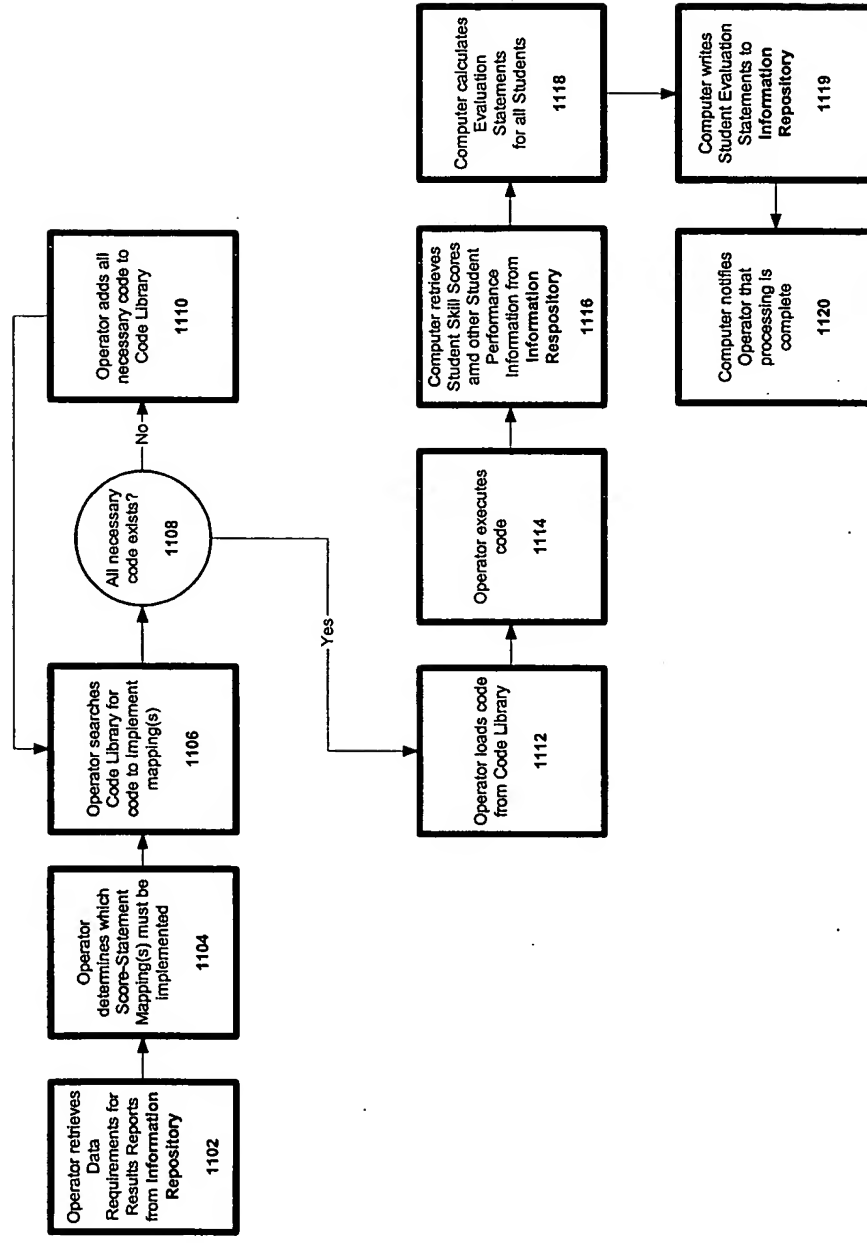 Operator retrieves
Data
Requirements for
Results Reports
from Information
Repository
1102
Operator
determines which
Score-Statement
Mapping(s) must be
implemented
1104
Operator searches
Code Library for
code to Implement
mapping(s)
1106
All necessary
code exists?
1108
No
Operator adds all
necessary code to
Code Library
1110
Yes
Operator loads code
from Code Library
1112
Operator executes
code
1114
Computer retrieves
Student Skill Scores
amd other Student
Performance
Information from
Information
Respository
1116
Computer calculates
Evaluation
Statements
for all Students
1118
Computer writes
Student Evaluation
Statements to
Information
Repository
1119
Computer notifies
Operator that
processing is
complete
1120